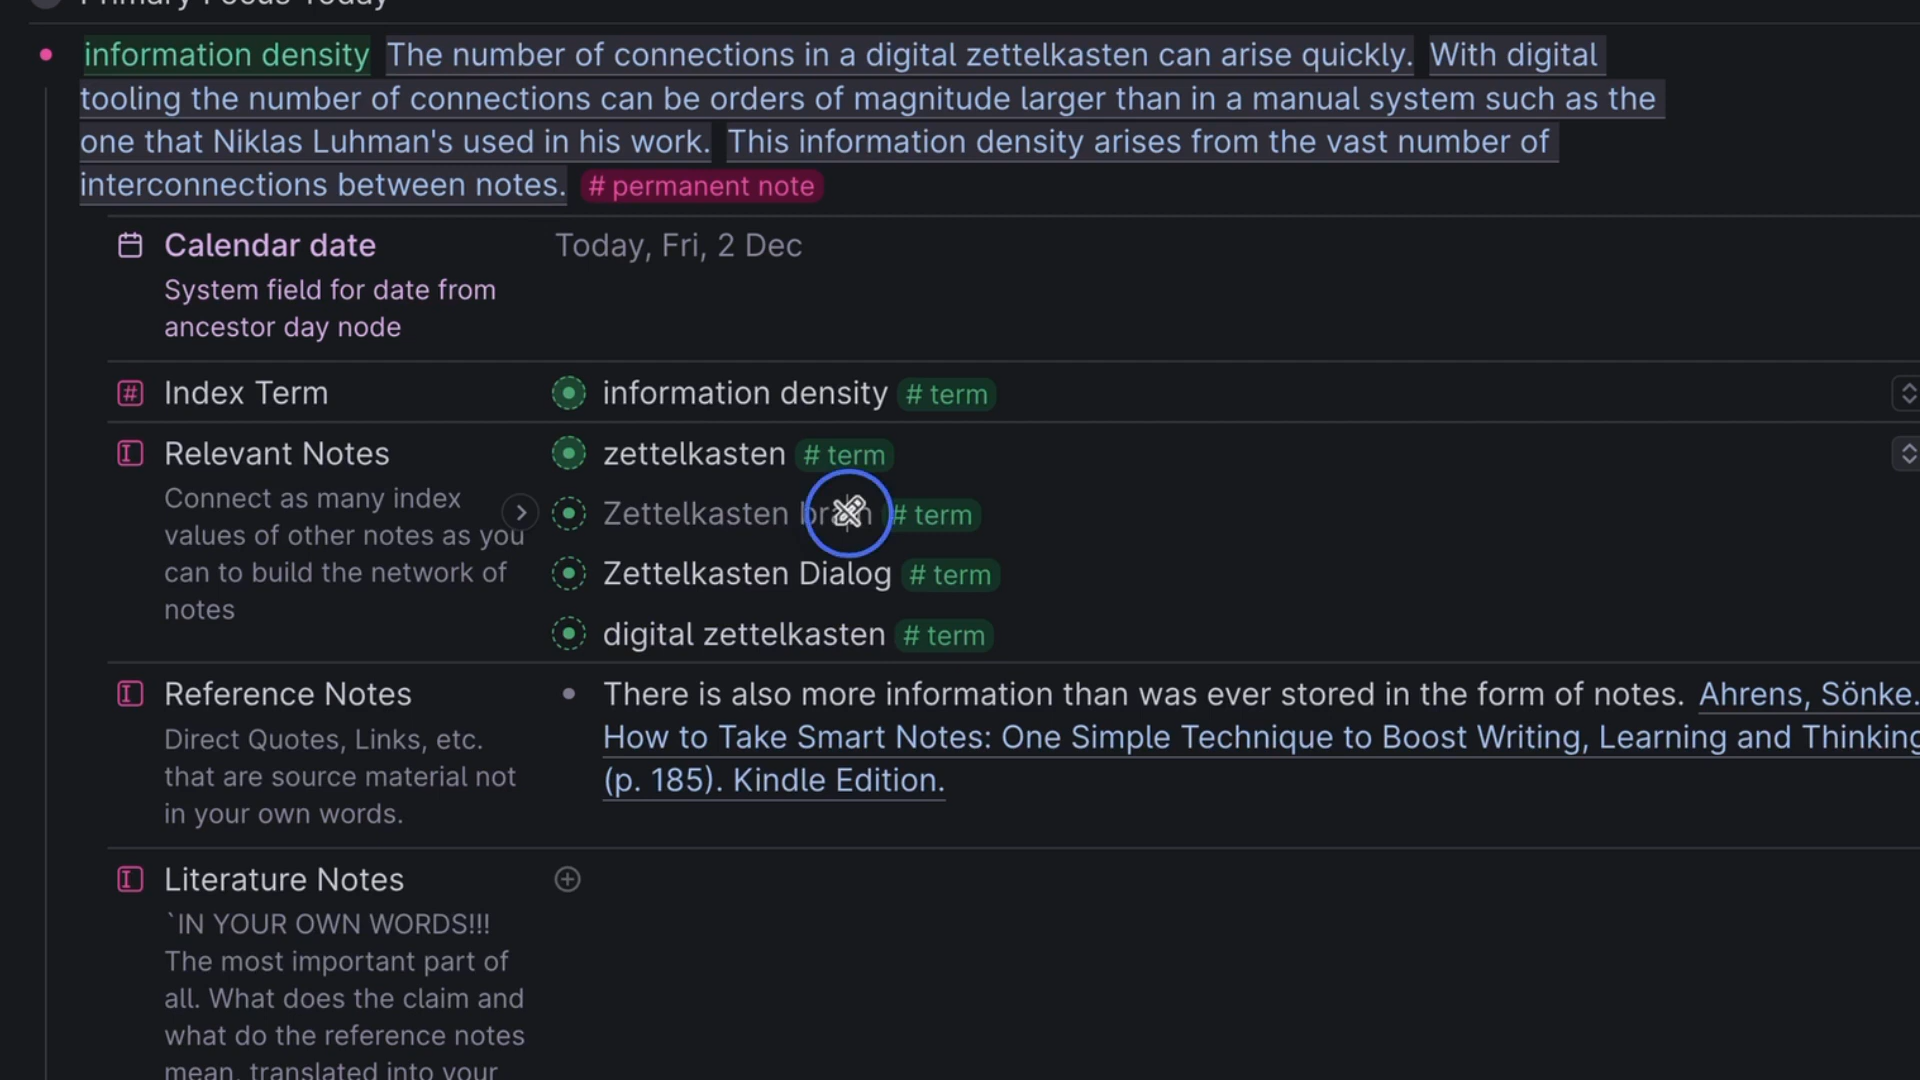 Primary Focus Today
information density The number of connections in a digital zettelkasten can arise quickly. With digital
tooling the number of connections can be orders of magnitude larger than in a manual system such as the
one that Niklas Luhman's used in his work. This information density arises from the vast number of
interconnections between notes. # permanent note
Calendar date
Today, Fri, 2 Dec
System field for date from
ancestor day node
Index Term
information density # term
Relevant Notes
Connect as many index
values of other notes as you
can to build the network of
notes
zettelkasten # term
Zettelkasten # term
Zettelkasten Dialog # term
digital zettelkasten # term
Reference Notes
Direct Quotes, Links, etc.
that are source material not
in your own words.
There is also more information than was ever stored in the form of notes. Ahrens, Sönke.
How to Take Smart Notes: One Simple Technique to Boost Writing, Learning and Thinking
(p. 185). Kindle Edition.
Literature Notes
`IN YOUR OWN WORDS!!!
The most important part of
all. What does the claim and
what do the reference notes
mean, translated into your